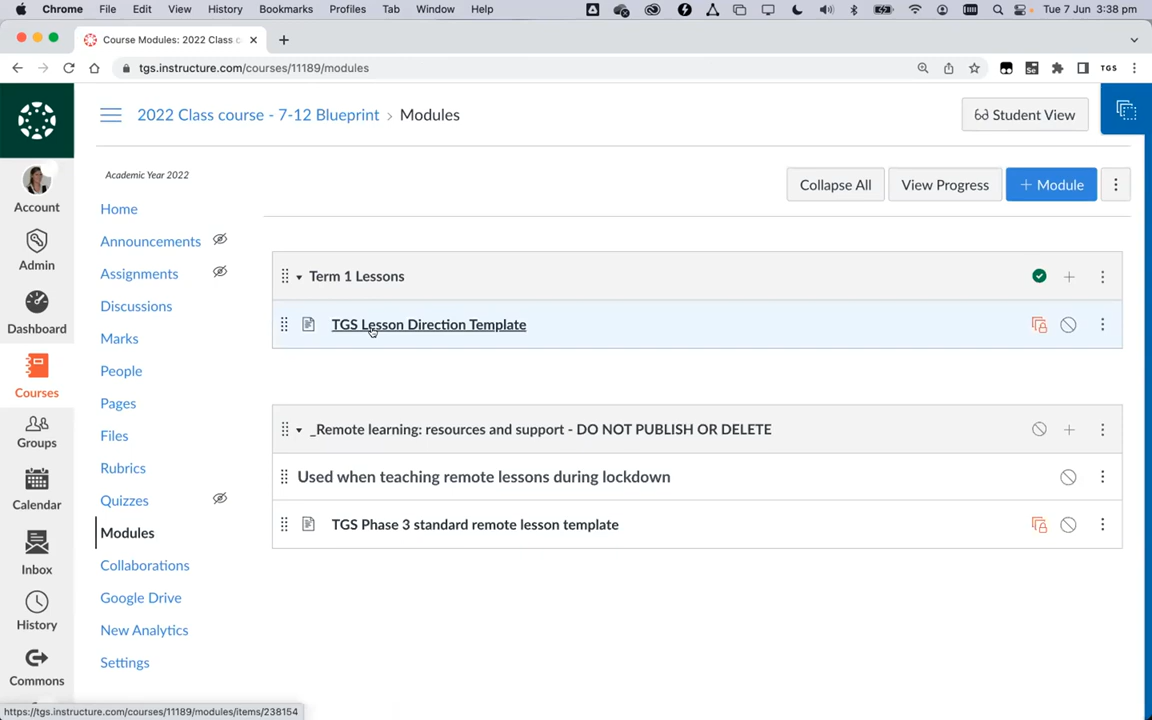 Chrome File Edit View History Bookmarks Profiles Tab Window Help Tue 7 Jun 3:38 pm
Course Modules: 2022 Class c
tgs.instructure.com/courses/11189/modules
TGS
2022 Class course - 7-12 Blueprint › Modules
Student View
Account
Admin
Dashboard
Courses
Groups
Calendar
Inbox
History
Commons
Academic Year 2022
Home
Announcements
Assignments
Discussions
Marks
People
Pages
Files
Rubrics
Quizzes
Modules
Collaborations
Google Drive
New Analytics
Settings
Collapse All
View Progress
+ Module
Term 1 Lessons
TGS Lesson Direction Template
_Remote learning: resources and support - DO NOT PUBLISH OR DELETE
Used when teaching remote lessons during lockdown
TGS Phase 3 standard remote lesson template
https://tgs.instructure.com/courses/11189/modules/items/238154